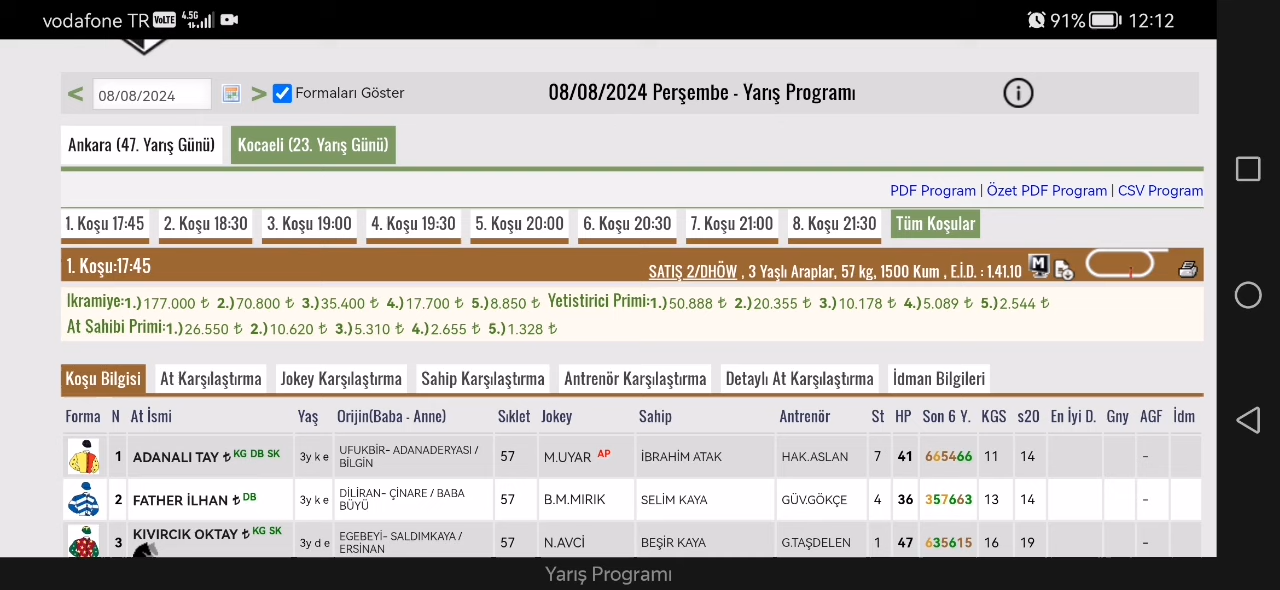 vodafone TR VoLTE 4.5G 91% 12:12
< 08/08/2024 > Formaları Göster 08/08/2024 Perşembe - Yarış Programı i
Ankara (47. Yarış Günü) Kocaeli (23. Yarış Günü)
PDF Program | Özet PDF Program | CSV Program
1. Koşu 17:45 2. Koşu 18:30 3. Koşu 19:00 4. Koşu 19:30 5. Koşu 20:00 6. Koşu 20:30 7. Koşu 21:00 8. Koşu 21:30 Tüm Koşular
1. Koşu:17:45 SATIŞ 2/DHÖW , 3 Yaşlı Araplar, 57 kg, 1500 Kum , E.İ.D. : 1.41.10 M
Ikramiye:1.)177.000 ₺ 2.)70.800 ₺ 3.)35.400 ₺ 4.)17.700 ₺ 5.)8.850 ₺ Yetistirici Primi:1.)50.888 ₺ 2.)20.355 ₺ 3.)10.178 ₺ 4.)5.089 ₺ 5.)2.544 ₺
At Sahibi Primi:1.)26.550 ₺ 2.)10.620 ₺ 3.)5.310 ₺ 4.)2.655 ₺ 5.)1.328 ₺
Koşu Bilgisi At Karşılaştırma Jokey Karşılaştırma Sahip Karşılaştırma Antrenör Karşılaştırma Detaylı At Karşılaştırma İdman Bilgileri
Forma N At İsmi Yaş Orijin(Baba - Anne) Sıklet Jokey Sahip Antrenör St HP Son 6 Y. KGS s20 En İyi D. Gny AGF İdm
1 ADANALI TAY ₺ KG DB SK 3y k e UFUKBİR- ADANADERYASI / BİLGİN 57 M.UYAR AP İBRAHİM ATAK HAK.ASLAN 7 41 665466 11 14 -
2 FATHER İLHAN ₺ DB 3y k e DİLİRAN- ÇİNARE / BABA BÜYÜ 57 B.M.MIRIK SELİM KAYA GÜV.GÖKÇE 4 36 357663 13 14 -
3 KIVIRCIK OKTAY ₺ KG SK 3y d e EGEBEYİ- SALDIMKAYA / ERSİNAN 57 N.AVCİ BEŞİR KAYA G.TAŞDELEN 1 47 635615 16 19 -
Yarış Programı